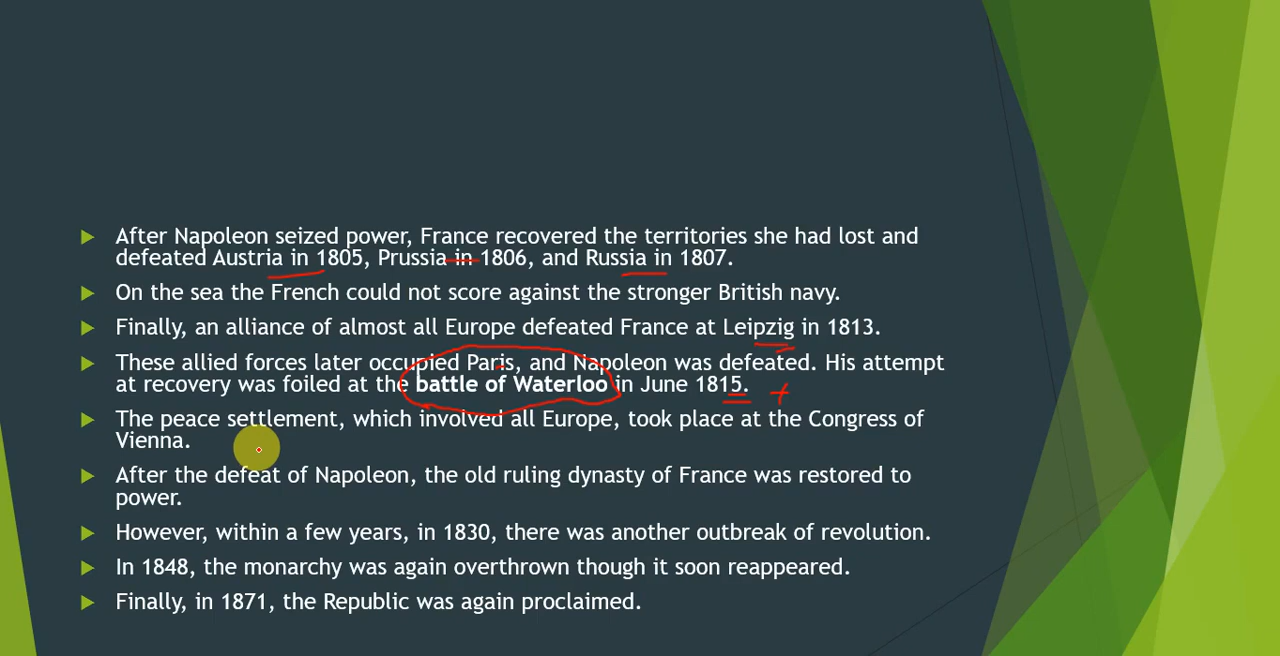 After Napoleon seized power, France recovered the territories she had lost and
defeated Austria in 1805, Prussia in 1806, and Russia in 1807.
On the sea the French could not score against the stronger British navy.
Finally, an alliance of almost all Europe defeated France at Leipzig in 1813.
These allied forces later occupied Paris, and Napoleon was defeated. His attempt
at recovery was foiled at the battle of Waterloo in June 1815.
The peace settlement, which involved all Europe, took place at the Congress of
Vienna.
After the defeat of Napoleon, the old ruling dynasty of France was restored to
power.
However, within a few years, in 1830, there was another outbreak of revolution.
In 1848, the monarchy was again overthrown though it soon reappeared.
Finally, in 1871, the Republic was again proclaimed.